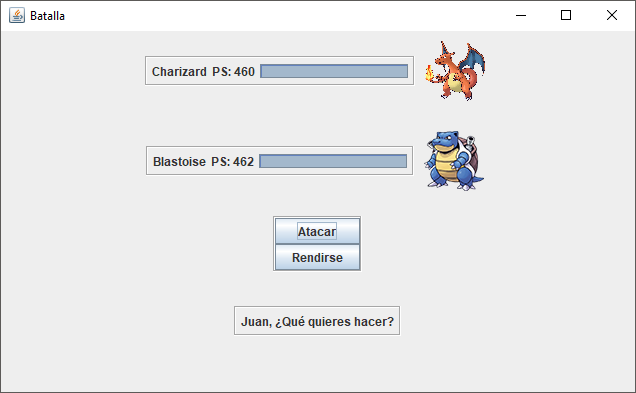 Batalla
Charizard PS: 460
Blastoise PS: 462
Atacar
Rendirse
Juan, ¿Qué quieres hacer?